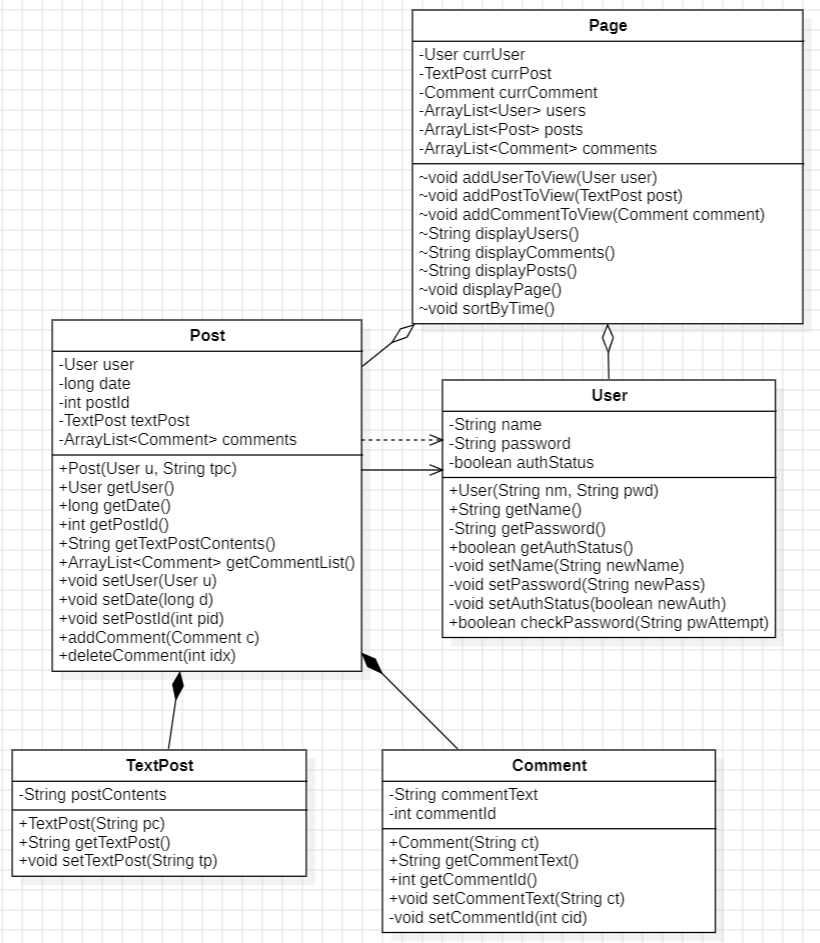 Page
-User currUser
-TextPost currPost
-Comment currComment
-ArrayList<User> users
-ArrayList<Post> posts
-ArrayList<Comment> comments
~void addUserToView(User user)
~void addPostToView(TextPost post)
~void addCommentToView(Comment comment)
~String displayUsers()
~String displayComments()
~String displayPosts()
~void displayPage()
~void sortByTime()
Post
-User user
-long date
-int postId
-TextPost textPost
-ArrayList<Comment> comments
+Post(User u, String tpc)
+User getUser()
+long getDate()
+int getPostId()
+String getTextPostContents()
+ArrayList<Comment> getCommentList()
+void setUser(User u)
+void setDate(long d)
+void setPostId(int pid)
+addComment(Comment c)
+deleteComment(int idx)
User
-String name
-String password
-boolean authStatus
+User(String nm, String pwd)
+String getName()
-String getPassword()
+boolean getAuthStatus()
-void setName(String newName)
-void setPassword(String newPass)
-void setAuthStatus(boolean newAuth)
+boolean checkPassword(String pwAttempt)
TextPost
-String postContents
+TextPost(String pc)
+String getTextPost()
+void setTextPost(String tp)
Comment
-String commentText
-int commentId
+Comment(String ct)
+String getCommentText()
+int getCommentId()
+void setCommentText(String ct)
-void setCommentId(int cid)